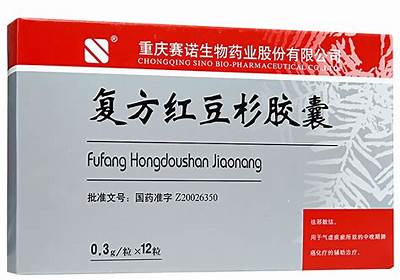 重庆赛诺生物药业股份有限公司
CHONGQING SINO BIO-PHARMACEUTICAL CO.,LTD.
复方红豆杉胶囊
Fufang Hongdoushan Jiaonang
批准文号：国药准字 Z20026350
祛邪散结。
用于气虚痰瘀所致的中晚期肺
癌化疗的辅助治疗。
0.3g/粒×12粒